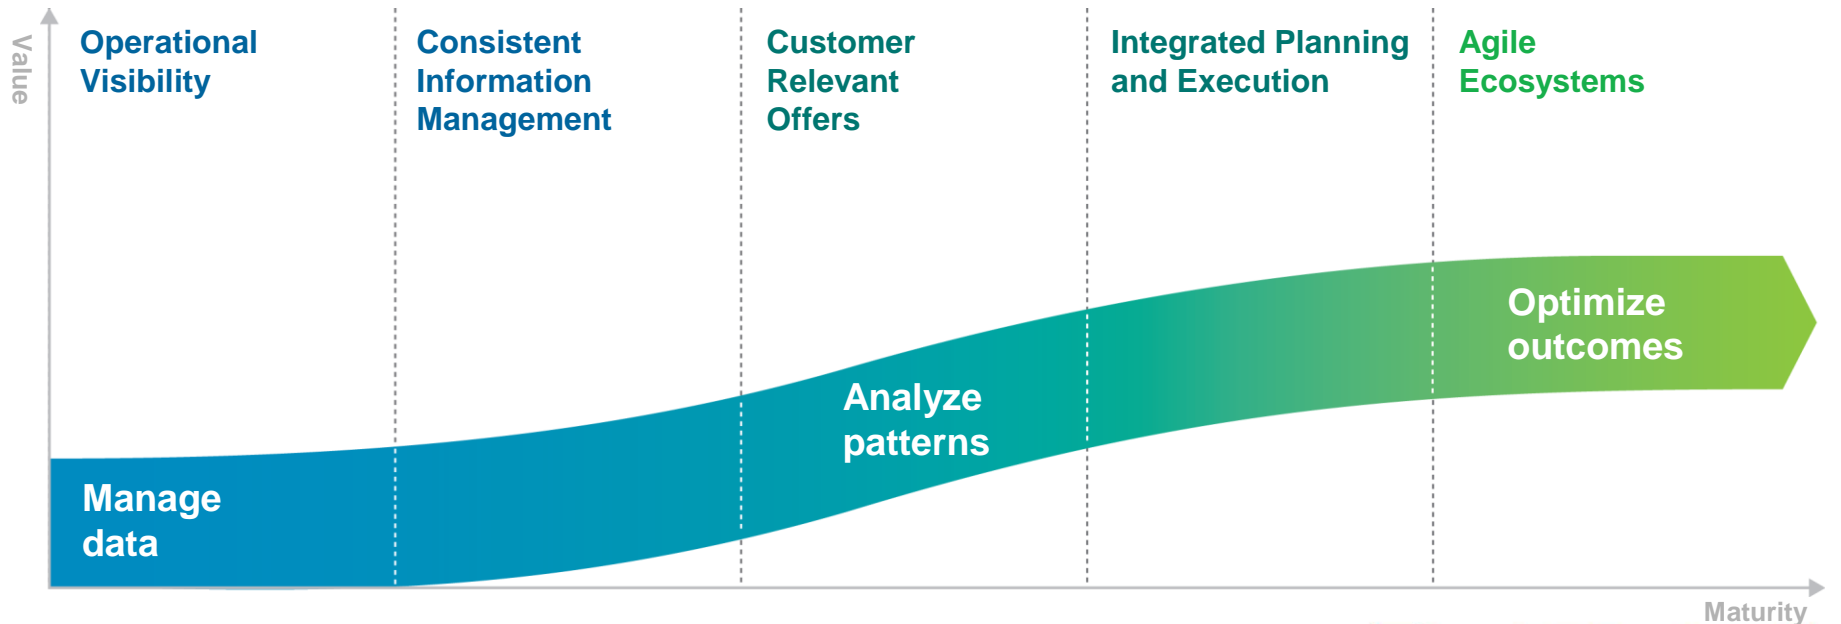 Value
Operational
Visibility
Consistent
Information
Management
Customer
Relevant
Offers
Integrated Planning
and Execution
Agile
Ecosystems
Manage
data
Analyze
patterns
Optimize
outcomes
Maturity